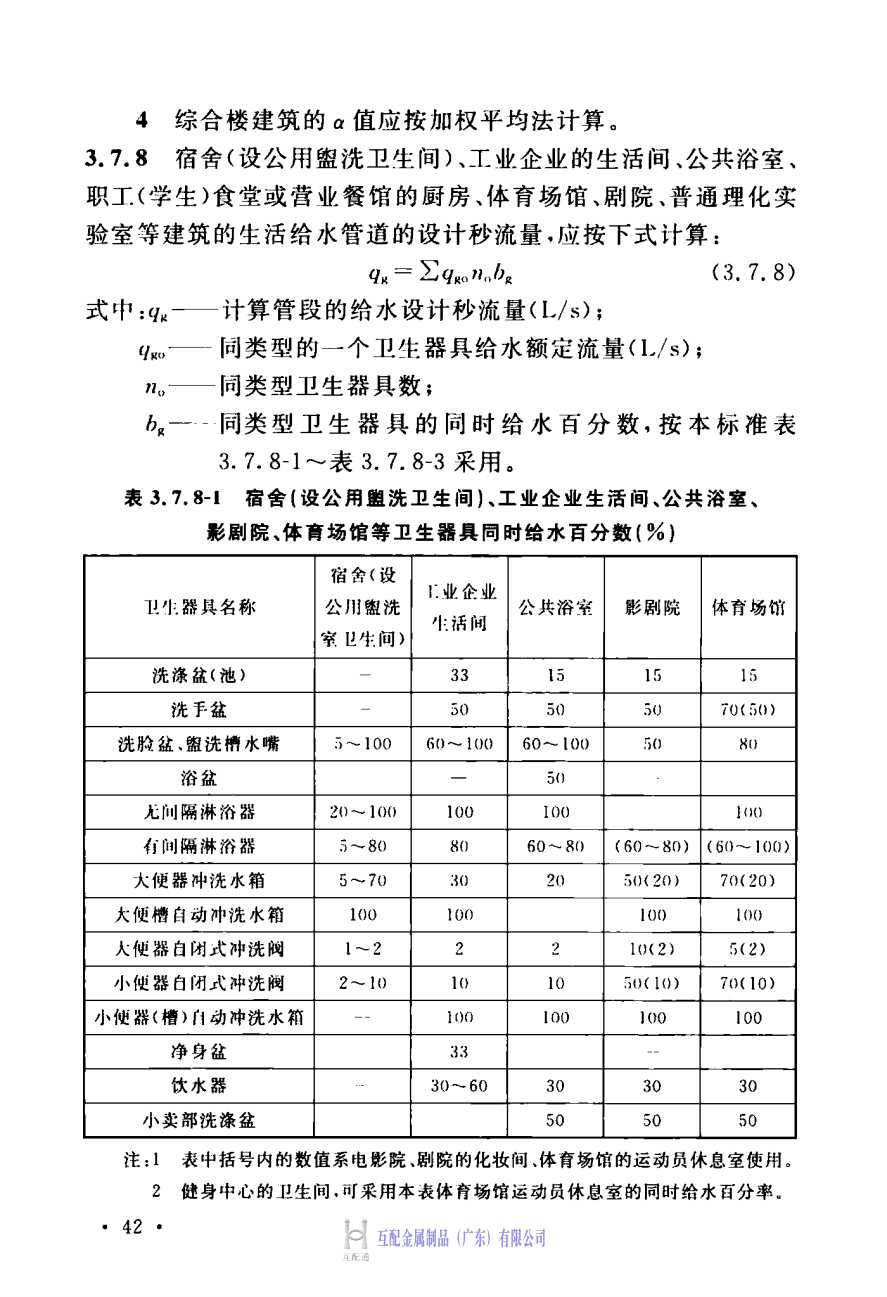 4 综合楼建筑的 α 值应按加权平均法计算。
3.7.8 宿舍(设公用盥洗卫生间)、工业企业的生活间、公共浴室、
职工(学生)食堂或营业餐馆的厨房、体育场馆、剧院、普通理化实
验室等建筑的生活给水管道的设计秒流量,应按下式计算:
qg=∑qgo no bg (3.7.8)
式中:qg——计算管段的给水设计秒流量(L/s);
qgo——同类型的一个卫生器具给水额定流量(L/s);
no——同类型卫生器具数;
bg——同类型卫生器具的同时给水百分数,按本标准表
3.7.8-1～表 3.7.8-3 采用。
表 3.7.8-1 宿舍(设公用盥洗卫生间)、工业企业生活间、公共浴室、
影剧院、体育场馆等卫生器具同时给水百分数(%)
卫生器具名称 宿舍(设公用盥洗室卫生间) 工业企业生活间 公共浴室 影剧院 体育场馆
洗涤盆(池) — 33 15 15 15
洗手盆 — 50 50 50 70(50)
洗脸盆、盥洗槽水嘴 5～100 60～100 60～100 50 80
浴盆 — 50
无间隔淋浴器 20～100 100 100 100
有间隔淋浴器 5～80 80 60～80 (60～80) (60～100)
大便器冲洗水箱 5～70 30 20 50(20) 70(20)
大便槽自动冲洗水箱 100 100 100 100
大便器自闭式冲洗阀 1～2 2 2 10(2) 5(2)
小便器自闭式冲洗阀 2～10 10 10 50(10) 70(10)
小便器(槽)自动冲洗水箱 — 100 100 100 100
净身盆 33 —
饮水器 — 30～60 30 30 30
小卖部洗涤盆 50 50 50
注:1 表中括号内的数值系电影院、剧院的化妆间、体育场馆的运动员休息室使用。
2 健身中心的卫生间,可采用本表体育场馆运动员休息室的同时给水百分率。
• 42 •
互配金属制品（广东）有限公司
互配通